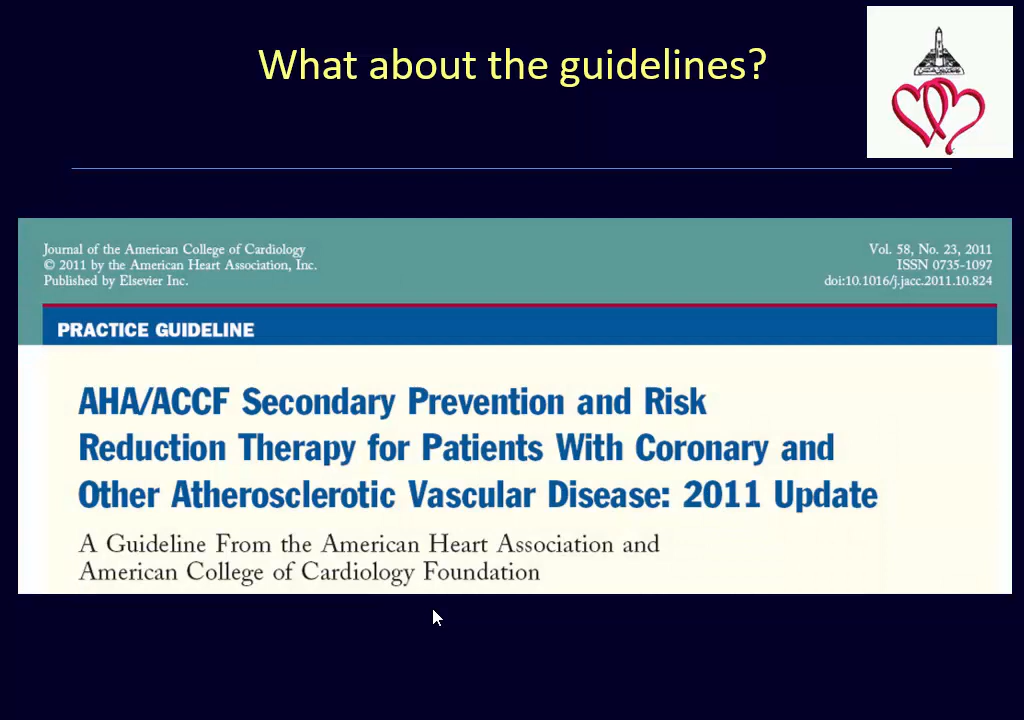 What about the guidelines?
Journal of the American College of Cardiology
© 2011 by the American Heart Association, Inc.
Published by Elsevier Inc.
Vol. 58, No. 23, 2011
ISSN 0735-1097
doi:10.1016/j.jacc.2011.10.824
PRACTICE GUIDELINE
AHA/ACCF Secondary Prevention and Risk
Reduction Therapy for Patients With Coronary and
Other Atherosclerotic Vascular Disease: 2011 Update
A Guideline From the American Heart Association and
American College of Cardiology Foundation